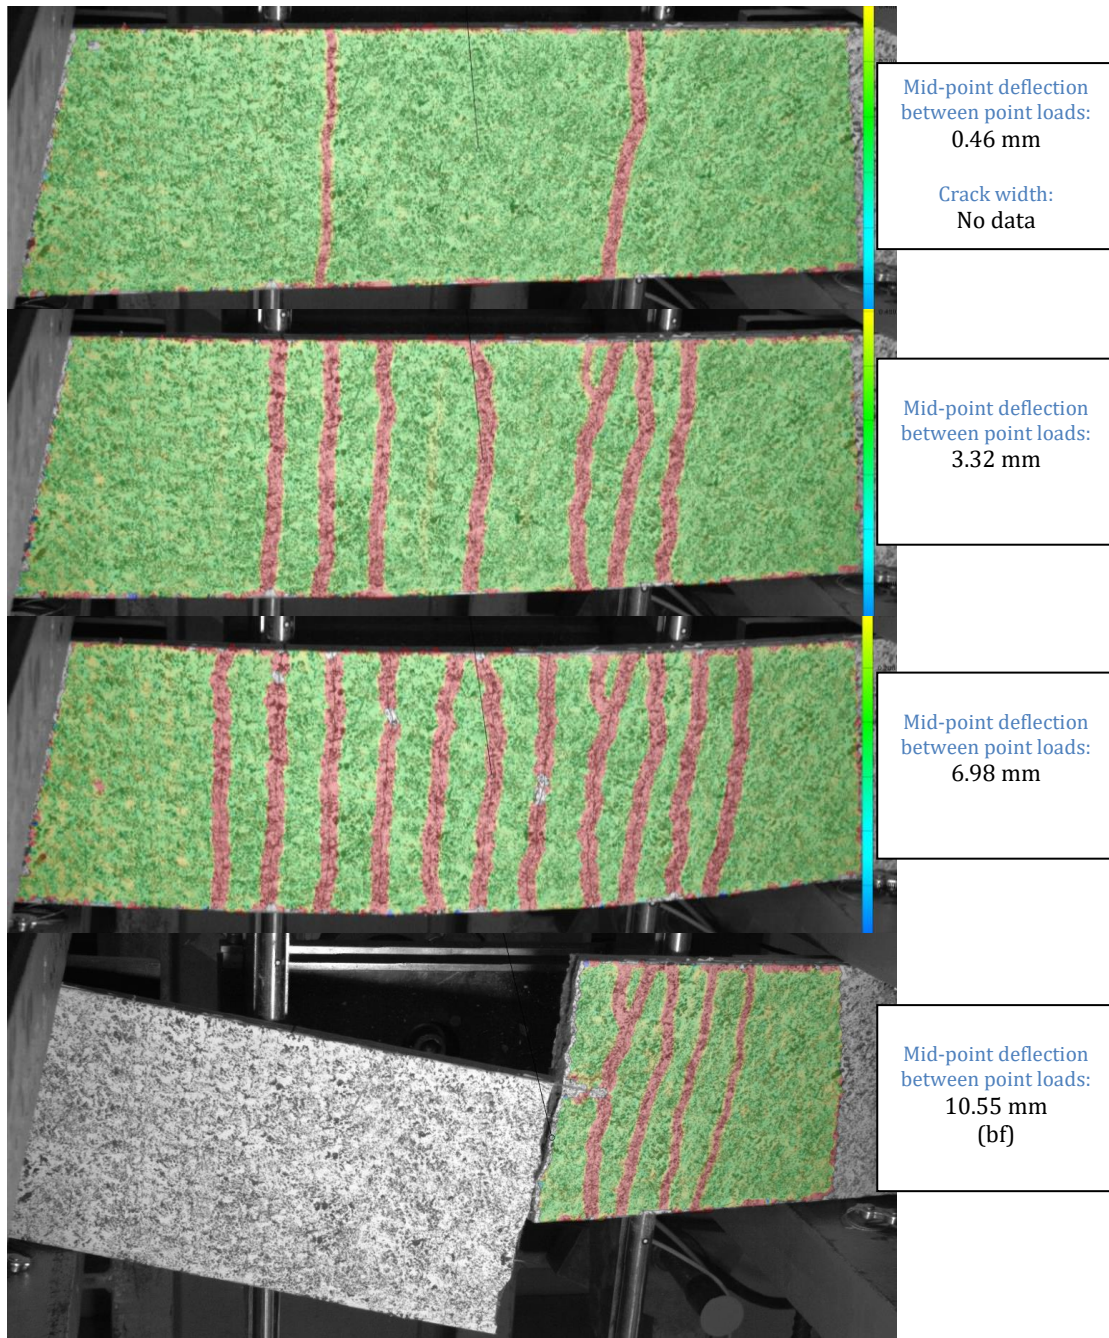 Mid-point deflection
between point loads:
0.46 mm
Crack width:
No data
Mid-point deflection
between point loads:
3.32 mm
Mid-point deflection
between point loads:
6.98 mm
Mid-point deflection
between point loads:
10.55 mm
(bf)